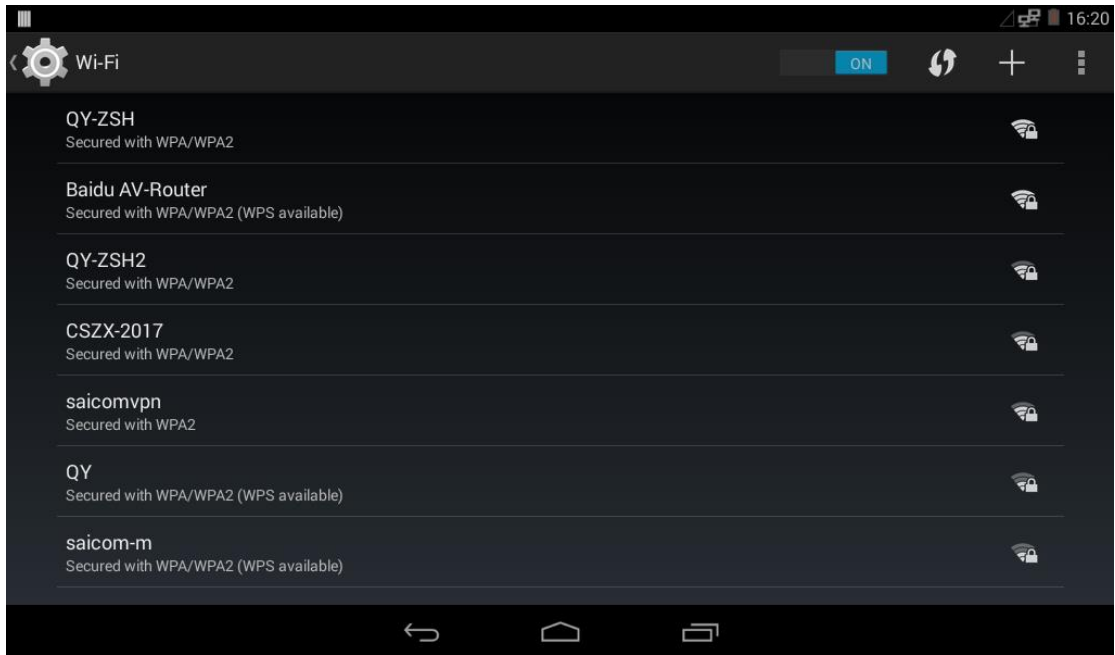 16:20
Wi-Fi
ON
QY-ZSH
Secured with WPA/WPA2
Baidu AV-Router
Secured with WPA/WPA2 (WPS available)
QY-ZSH2
Secured with WPA/WPA2
CSZX-2017
Secured with WPA/WPA2
saicomvpn
Secured with WPA2
QY
Secured with WPA/WPA2 (WPS available)
saicom-m
Secured with WPA/WPA2 (WPS available)